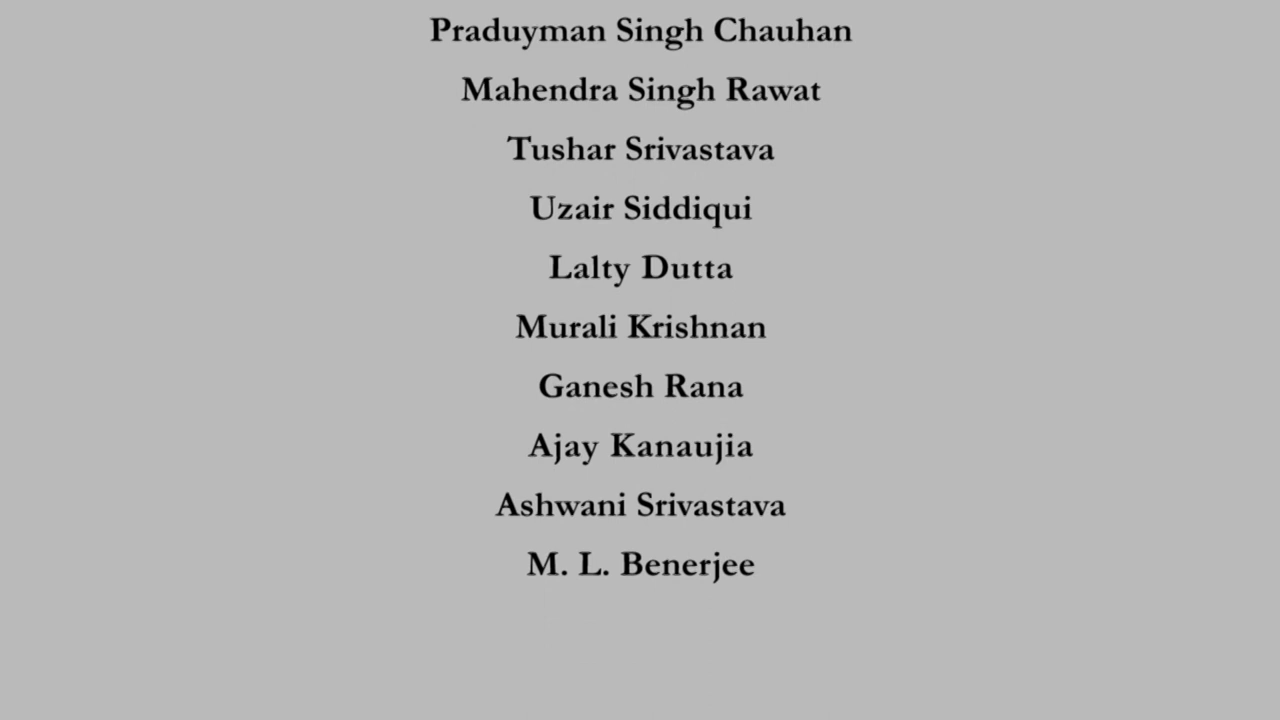 Praduyman Singh Chauhan
Mahendra Singh Rawat
Tushar Srivastava
Uzair Siddiqui
Lalty Dutta
Murali Krishnan
Ganesh Rana
Ajay Kanaujia
Ashwani Srivastava
M. L. Benerjee